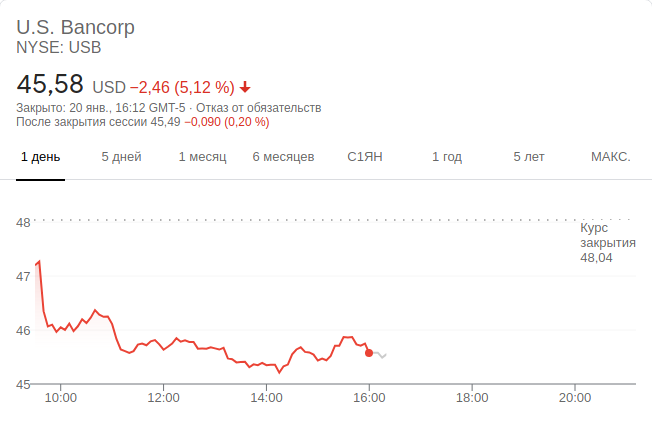 U.S. Bancorp
NYSE: USB
45,58 USD −2,46 (5,12 %)
Закрыто: 20 янв., 16:12 GMT-5 · Отказ от обязательств
После закрытия сессии 45,49 −0,090 (0,20 %)
1 день 5 дней 1 месяц 6 месяцев С1ЯН 1 год 5 лет МАКС.
48
Курс
закрытия
48,04
47
46
45
10:00 12:00 14:00 16:00 18:00 20:00